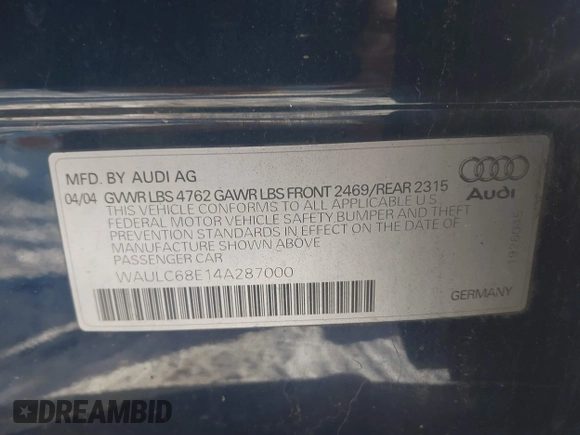 MFD. BY AUDI AG
04/04 GVWR LBS 4762 GAWR LBS FRONT 2469/REAR 2315
THIS VEHICLE CONFORMS TO ALL APPLICABLE U.S.
FEDERAL MOTOR VEHICLE SAFETY BUMPER AND THEFT
PREVENTION STANDARDS IN EFFECT ON THE DATE OF
MANUFACTURE SHOWN ABOVE
PASSENGER CAR
WAULC68E14A287000
Audi
GERMANY
DREAMBID